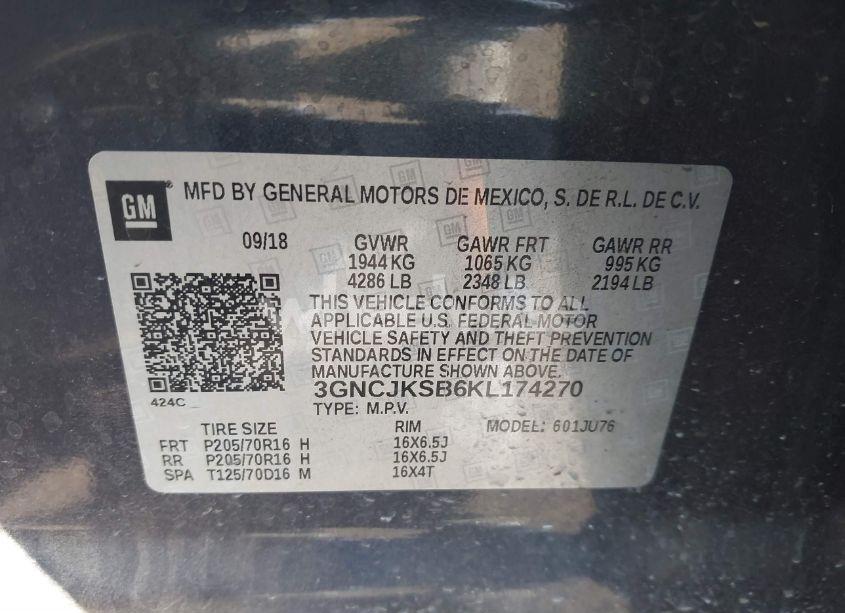 GM MFD BY GENERAL MOTORS DE MEXICO, S. DE R.L. DE C.V.
09/18 GVWR GAWR FRT GAWR RR
1944 KG 1065 KG 995 KG
4286 LB 2348 LB 2194 LB
THIS VEHICLE CONFORMS TO ALL
APPLICABLE U.S. FEDERAL MOTOR
VEHICLE SAFETY AND THEFT PREVENTION
STANDARDS IN EFFECT ON THE DATE OF
MANUFACTURE SHOWN ABOVE.
3GNCJKSB6KL174270
424C TYPE: M.P.V.
TIRE SIZE RIM MODEL: 601JU76
FRT P205/70R16 H 16X6.5J
RR P205/70R16 H 16X6.5J
SPA T125/70D16 M 16X4T